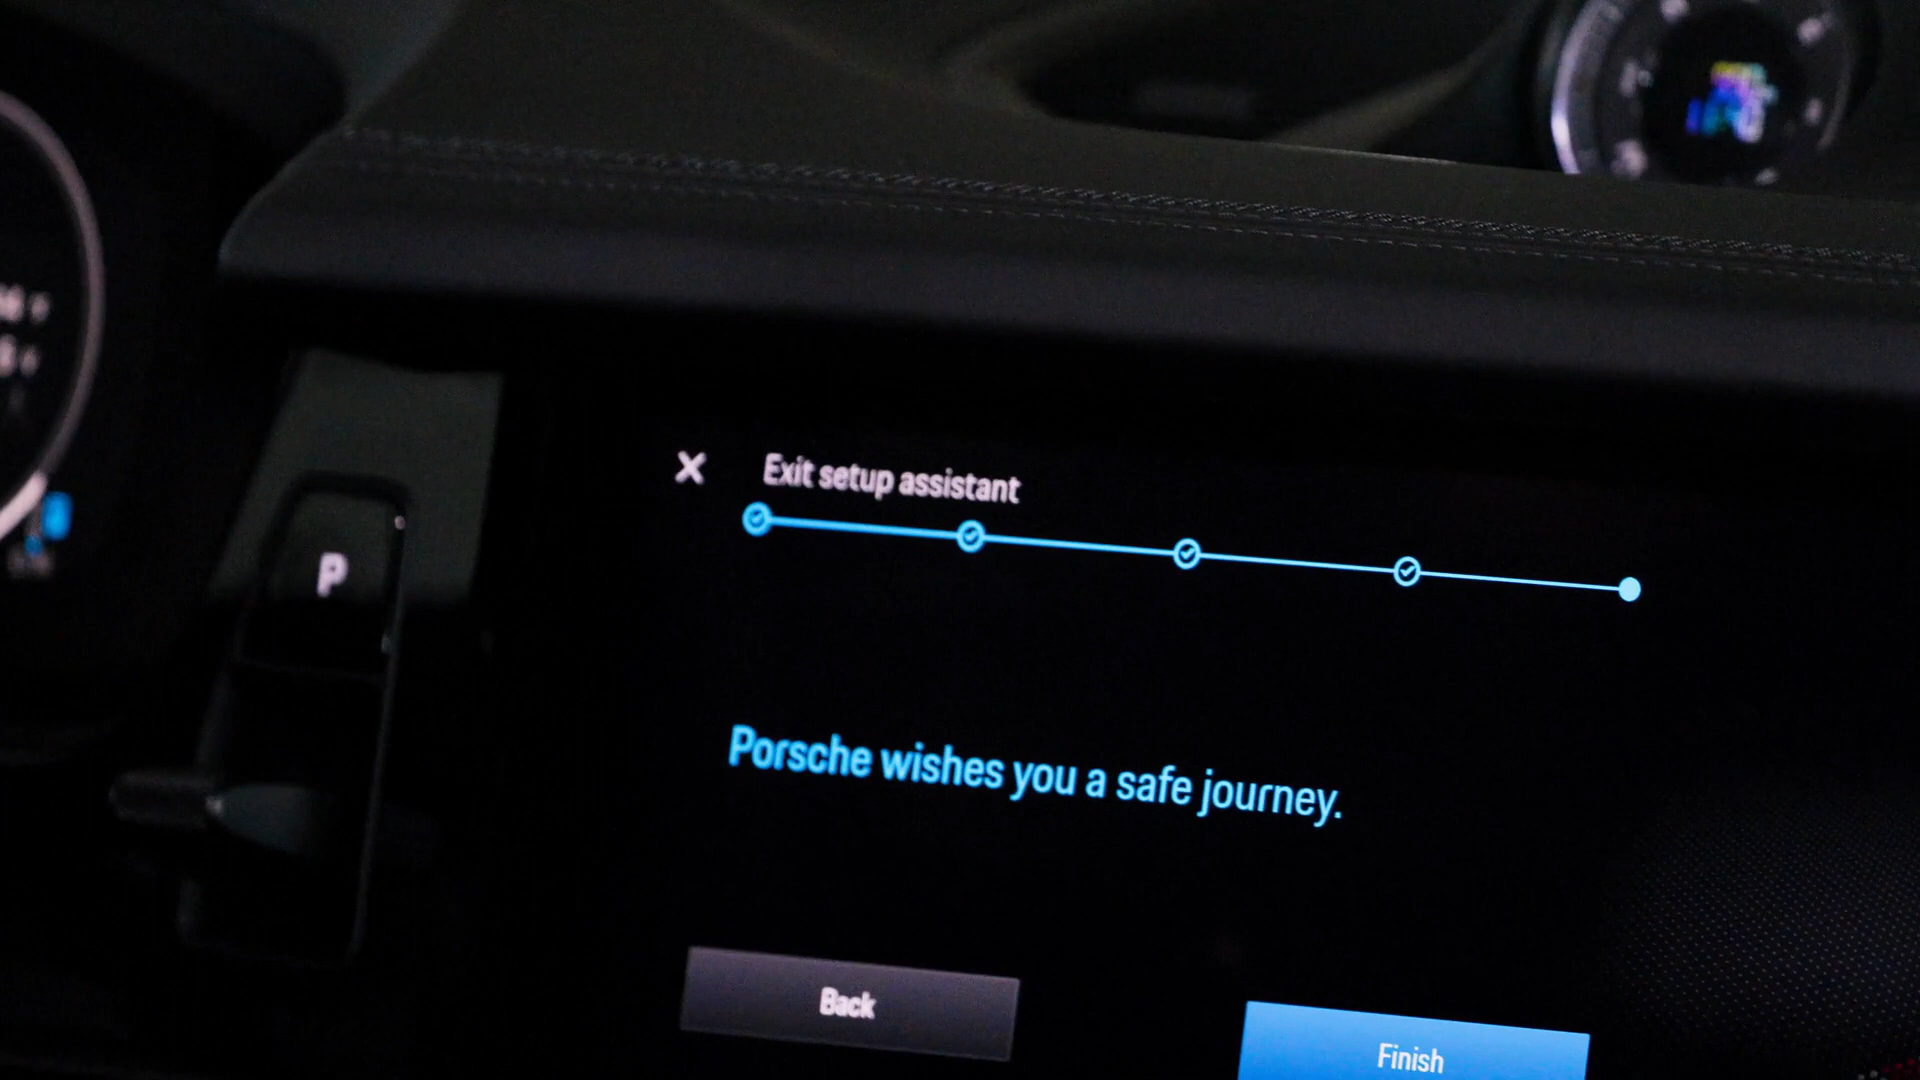 Exit setup assistant
P
Porsche wishes you a safe journey.
Back
Finish